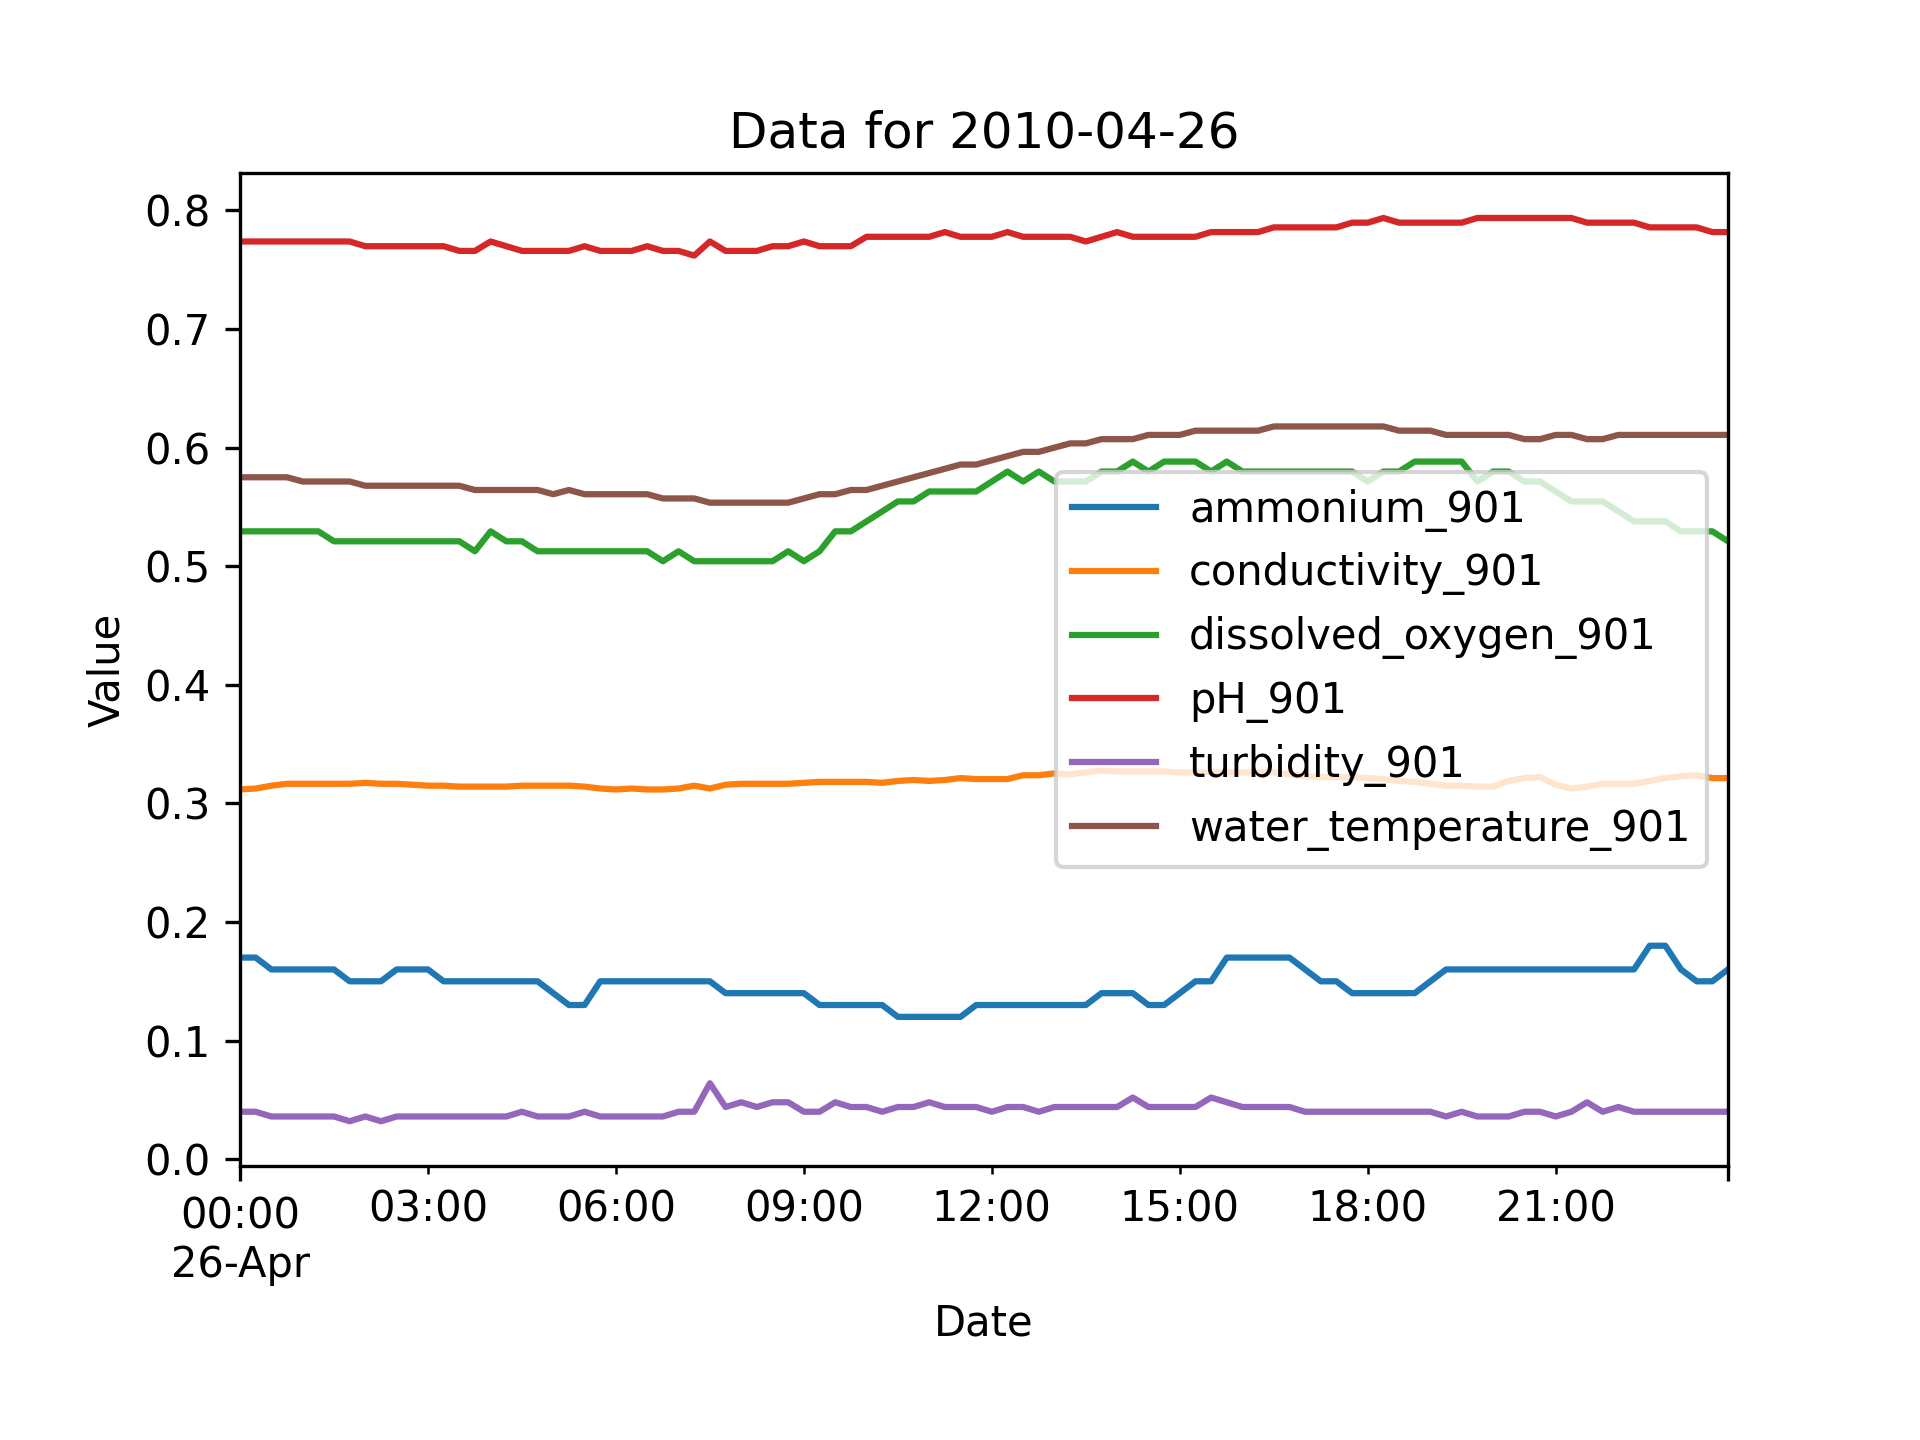 Data for 2010-04-26
0.8
0.7
0.6
0.5
0.4
0.3
0.2
0.1
0.0
Value
ammonium_901
conductivity_901
dissolved_oxygen_901
pH_901
turbidity_901
water_temperature_901
00:00 03:00 06:00 09:00 12:00 15:00 18:00 21:00
26-Apr
Date